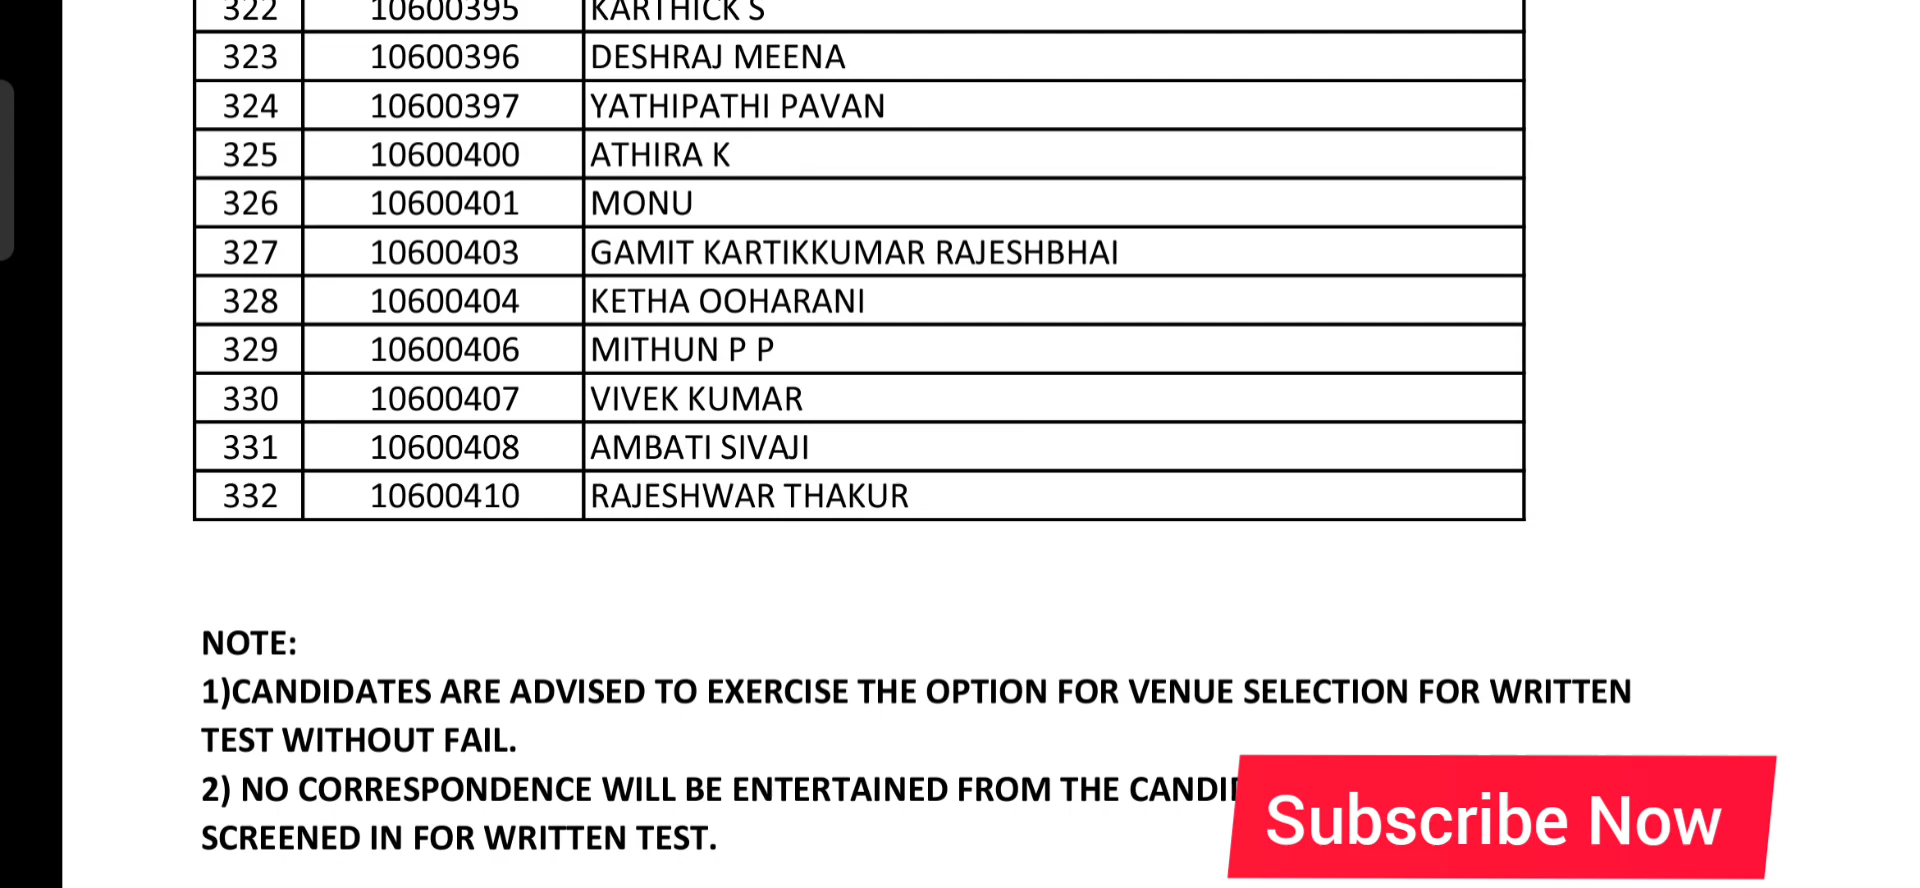 322 10600395 KARTHICK S
323 10600396 DESHRAJ MEENA
324 10600397 YATHIPATHI PAVAN
325 10600400 ATHIRA K
326 10600401 MONU
327 10600403 GAMIT KARTIKKUMAR RAJESHBHAI
328 10600404 KETHA OOHARANI
329 10600406 MITHUN P P
330 10600407 VIVEK KUMAR
331 10600408 AMBATI SIVAJI
332 10600410 RAJESHWAR THAKUR
NOTE:
1)CANDIDATES ARE ADVISED TO EXERCISE THE OPTION FOR VENUE SELECTION FOR WRITTEN
TEST WITHOUT FAIL.
2) NO CORRESPONDENCE WILL BE ENTERTAINED FROM THE
SCREENED IN FOR WRITTEN TEST.
Subscribe Now